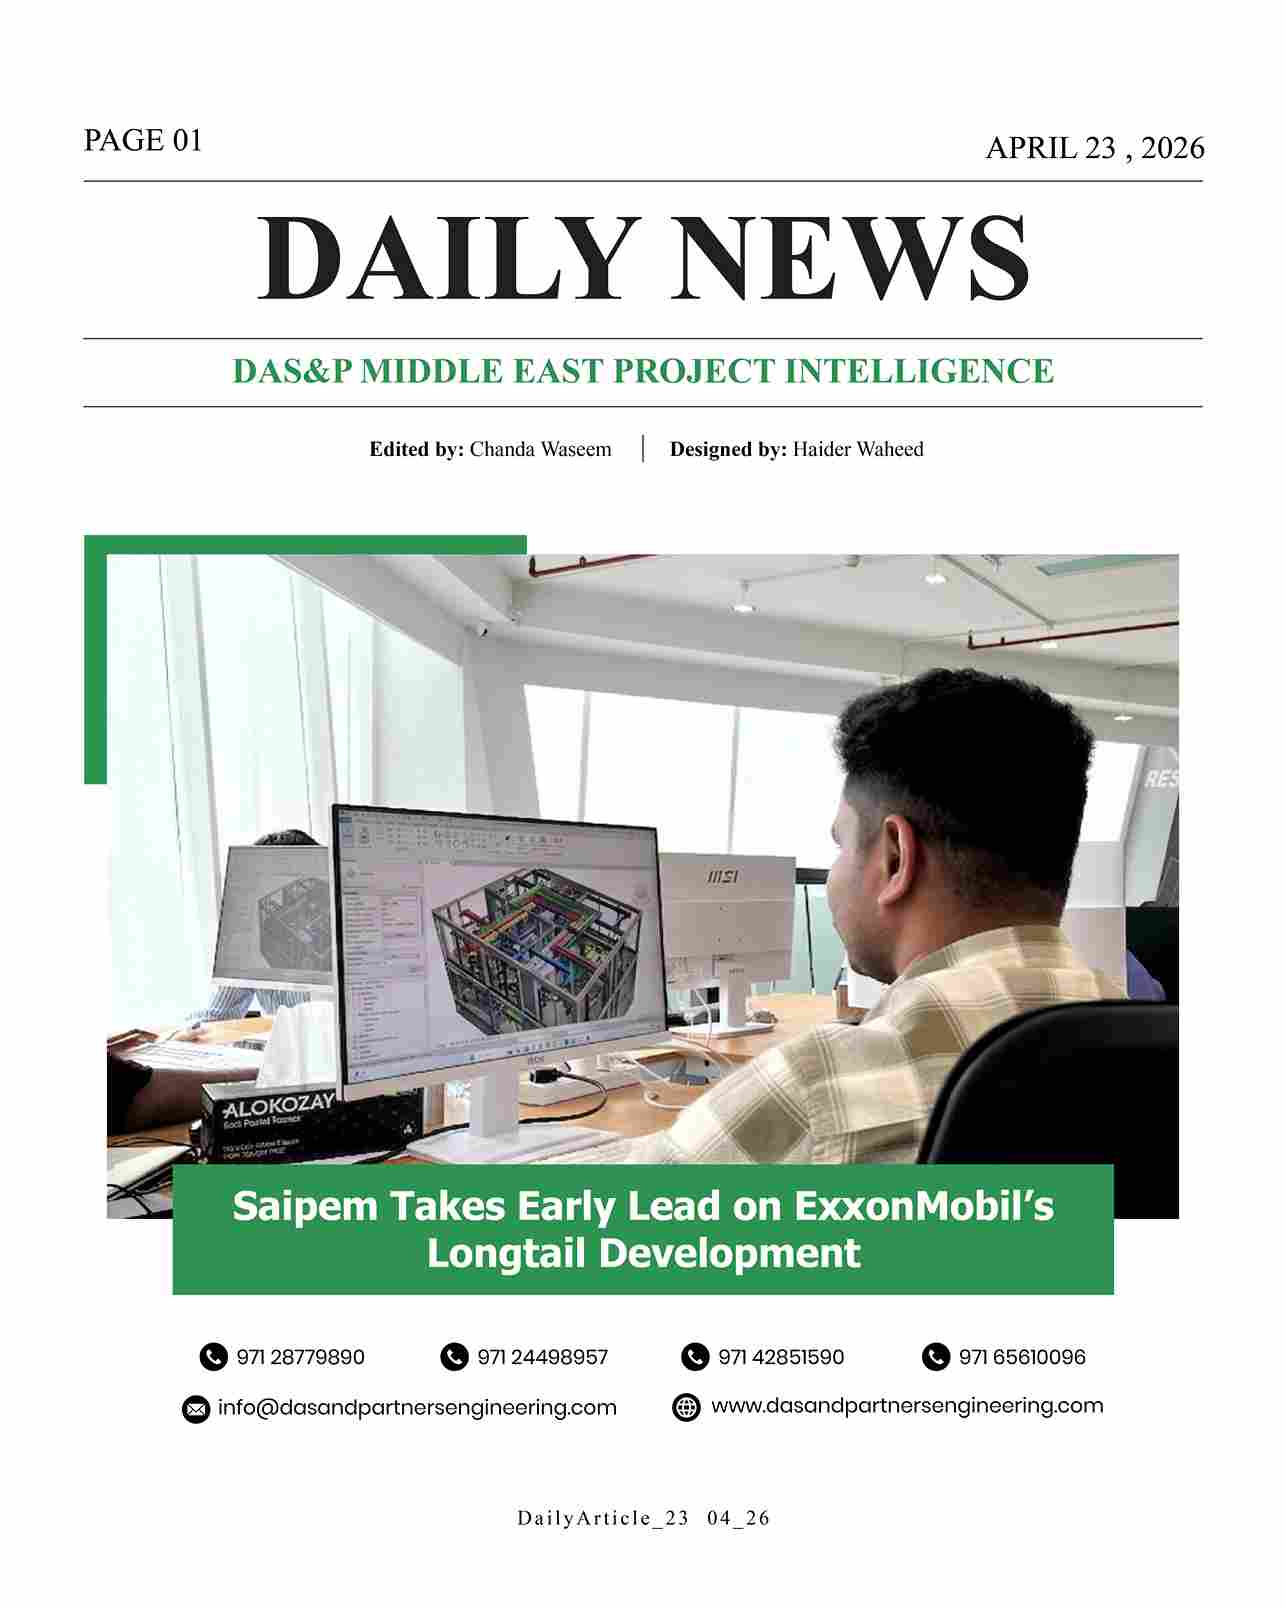 PAGE 01
APRIL 23 , 2026
DAILY NEWS
DAS&P MIDDLE EAST PROJECT INTELLIGENCE
Edited by: Chanda Waseem
Designed by: Haider Waheed
RES
msi
ALOKOZAY
Saipem Takes Early Lead on ExxonMobil’s
Longtail Development
971 28779890
971 24498957
971 42851590
971 65610096
info@dasandpartnersengineering.com
www.dasandpartnersengineering.com
DailyArticle_23 04_26